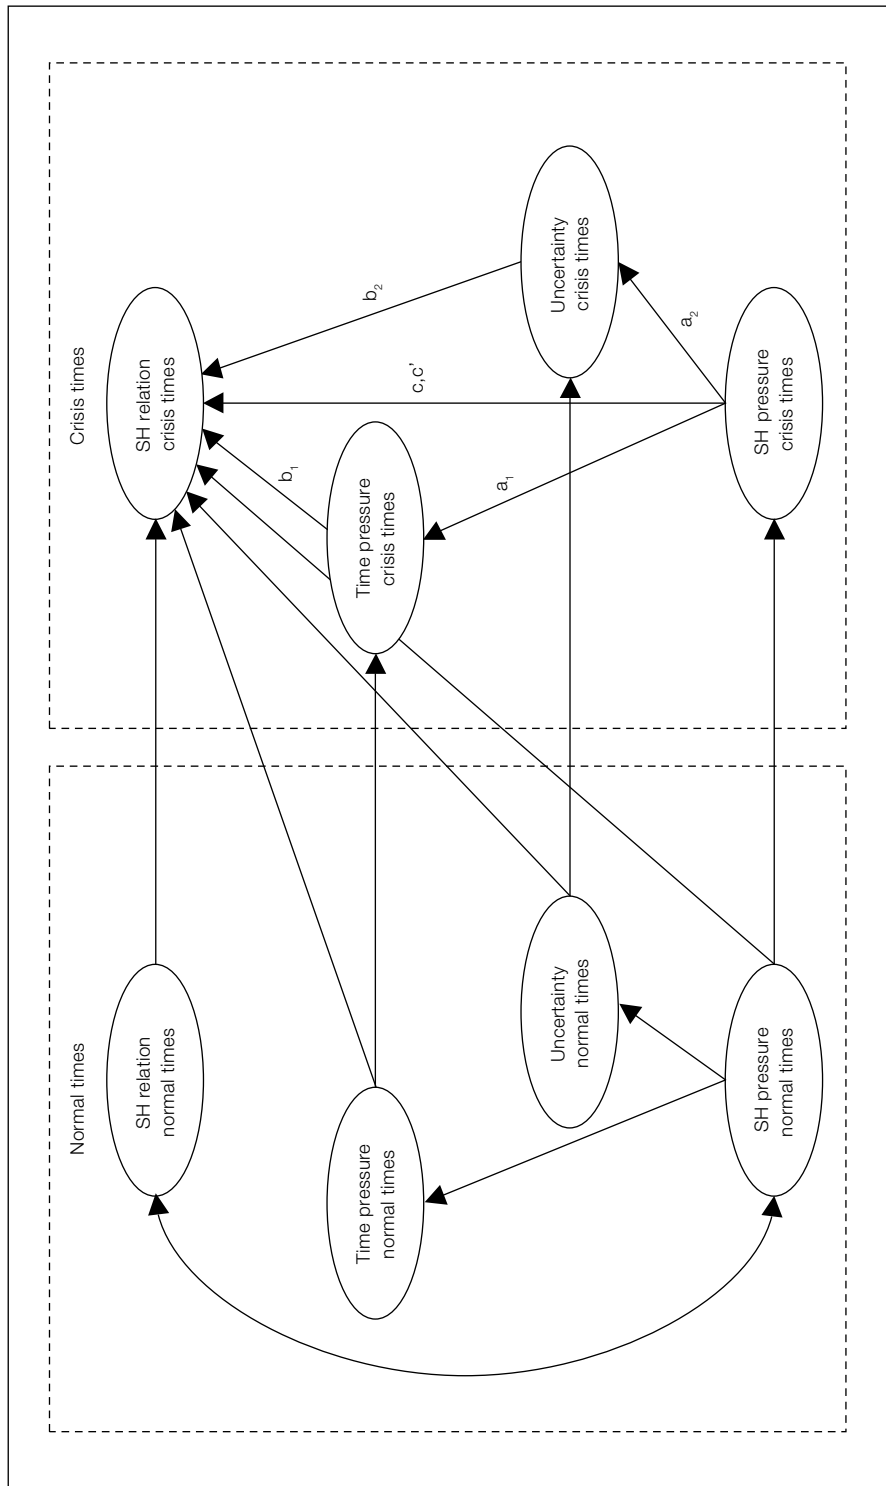 Normal times
Crisis times
SH relation
normal times
SH relation
crisis times
Time pressure
normal times
Time pressure
crisis times
Uncertainty
normal times
Uncertainty
crisis times
SH pressure
normal times
SH pressure
crisis times
b₁
b₂
c,c’
a₁
a₂